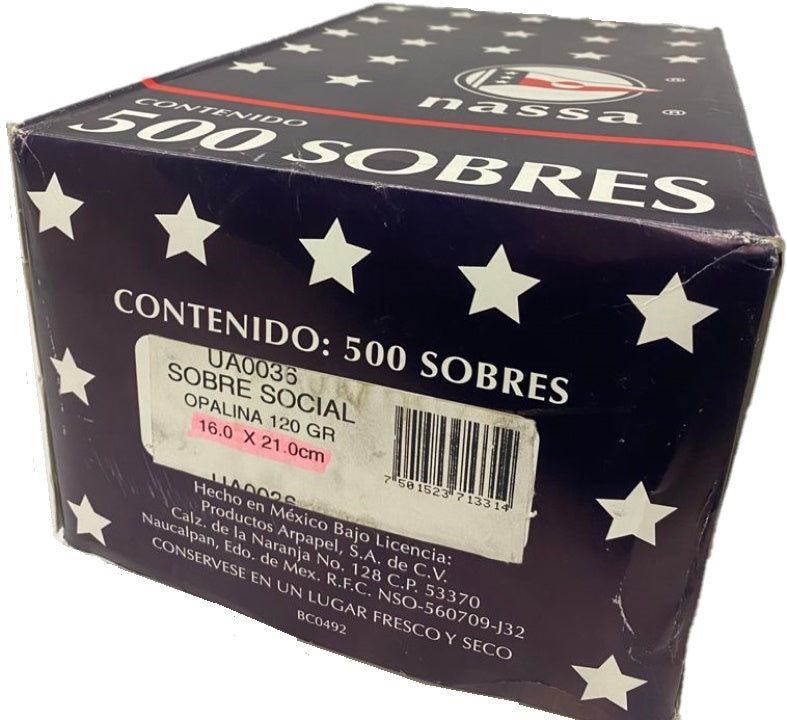 nassa ®
®
CONTENIDO
500 SOBRES
CONTENIDO: 500 SOBRES
UA0036
SOBRE SOCIAL
OPALINA 120 GR
16.0 X 21.0cm
7 501523 713314
UA0036
Hecho en México Bajo Licencia:
Productos Arpapel, S.A. de C.V.
Calz. de la Naranja No. 128 C.P. 53370
Naucalpan, Edo. de Mex. R.F.C. NSO-560709-J32
CONSERVESE EN UN LUGAR FRESCO Y SECO
BC0492